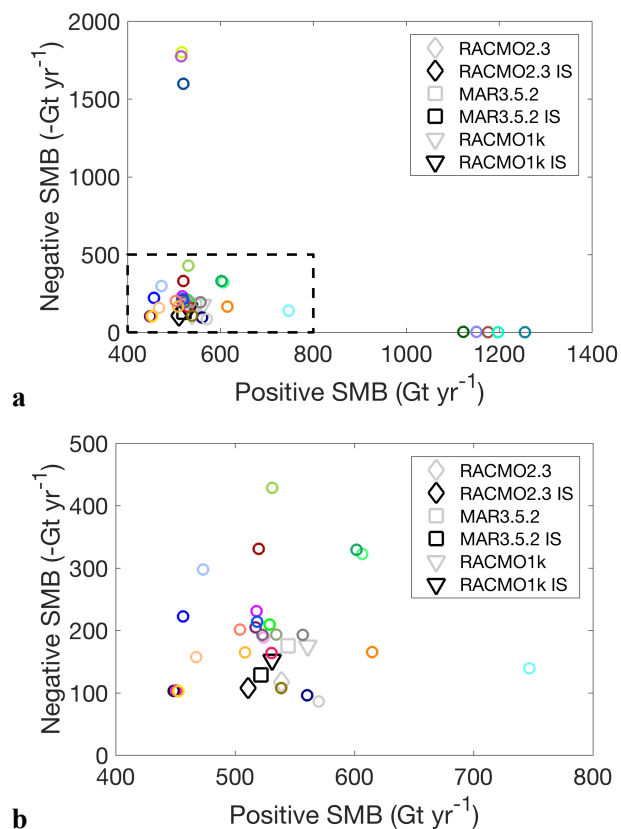 2000
1500
1000
500
0
Negative SMB (-Gt yr⁻¹)
RACMO2.3
RACMO2.3 IS
MAR3.5.2
MAR3.5.2 IS
RACMO1k
RACMO1k IS
400 600 800 1000 1200 1400
Positive SMB (Gt yr⁻¹)
a
500
400
300
200
100
0
Negative SMB (-Gt yr⁻¹)
RACMO2.3
RACMO2.3 IS
MAR3.5.2
MAR3.5.2 IS
RACMO1k
RACMO1k IS
400 500 600 700 800
Positive SMB (Gt yr⁻¹)
b